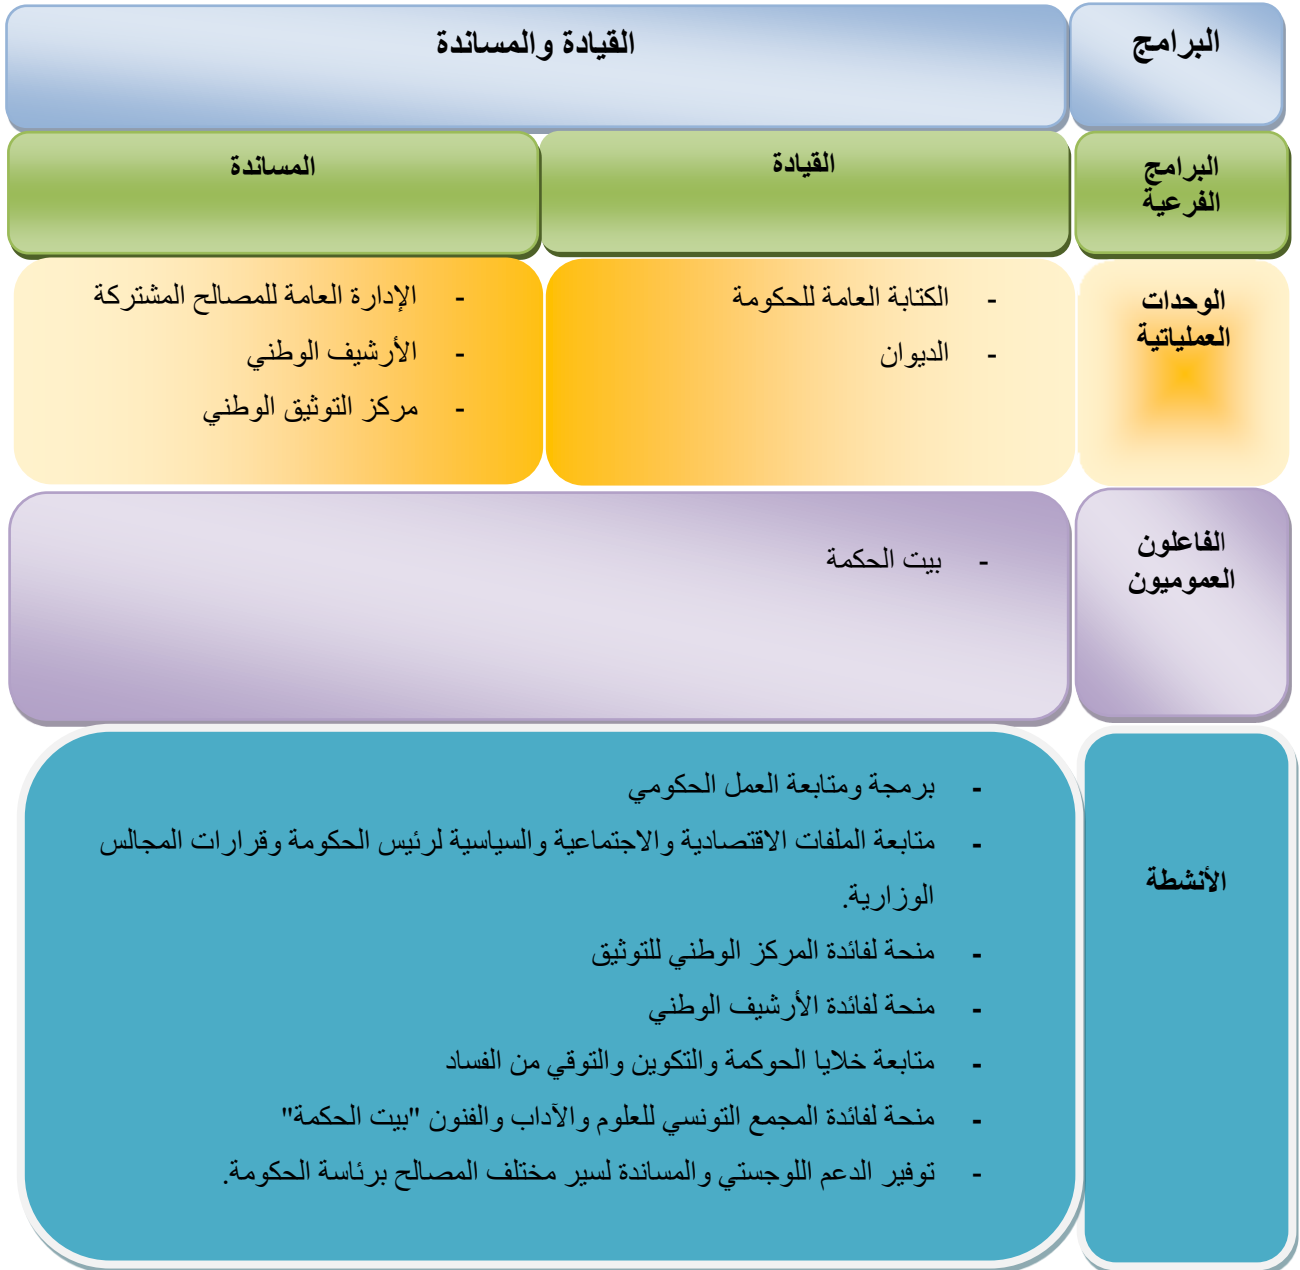 البرامج
القيادة والمساندة
البرامج
الفرعية
القيادة
المساندة
الوحدات
العملياتية
- الكتابة العامة للحكومة
- الديوان
- الإدارة العامة للمصالح المشتركة
- الأرشيف الوطني
- مركز التوثيق الوطني
الفاعلون
العموميون
- بيت الحكمة
الأنشطة
- برمجة ومتابعة العمل الحكومي
- متابعة الملفات الاقتصادية والاجتماعية والسياسية لرئيس الحكومة وقرارات المجالس
الوزارية.
- منحة لفائدة المركز الوطني للتوثيق
- منحة لفائدة الأرشيف الوطني
- متابعة خلايا الحوكمة والتكوين والتوقي من الفساد
- منحة لفائدة المجمع التونسي للعلوم والآداب والفنون "بيت الحكمة"
- توفير الدعم اللوجستي والمساندة لسير مختلف المصالح برئاسة الحكومة.